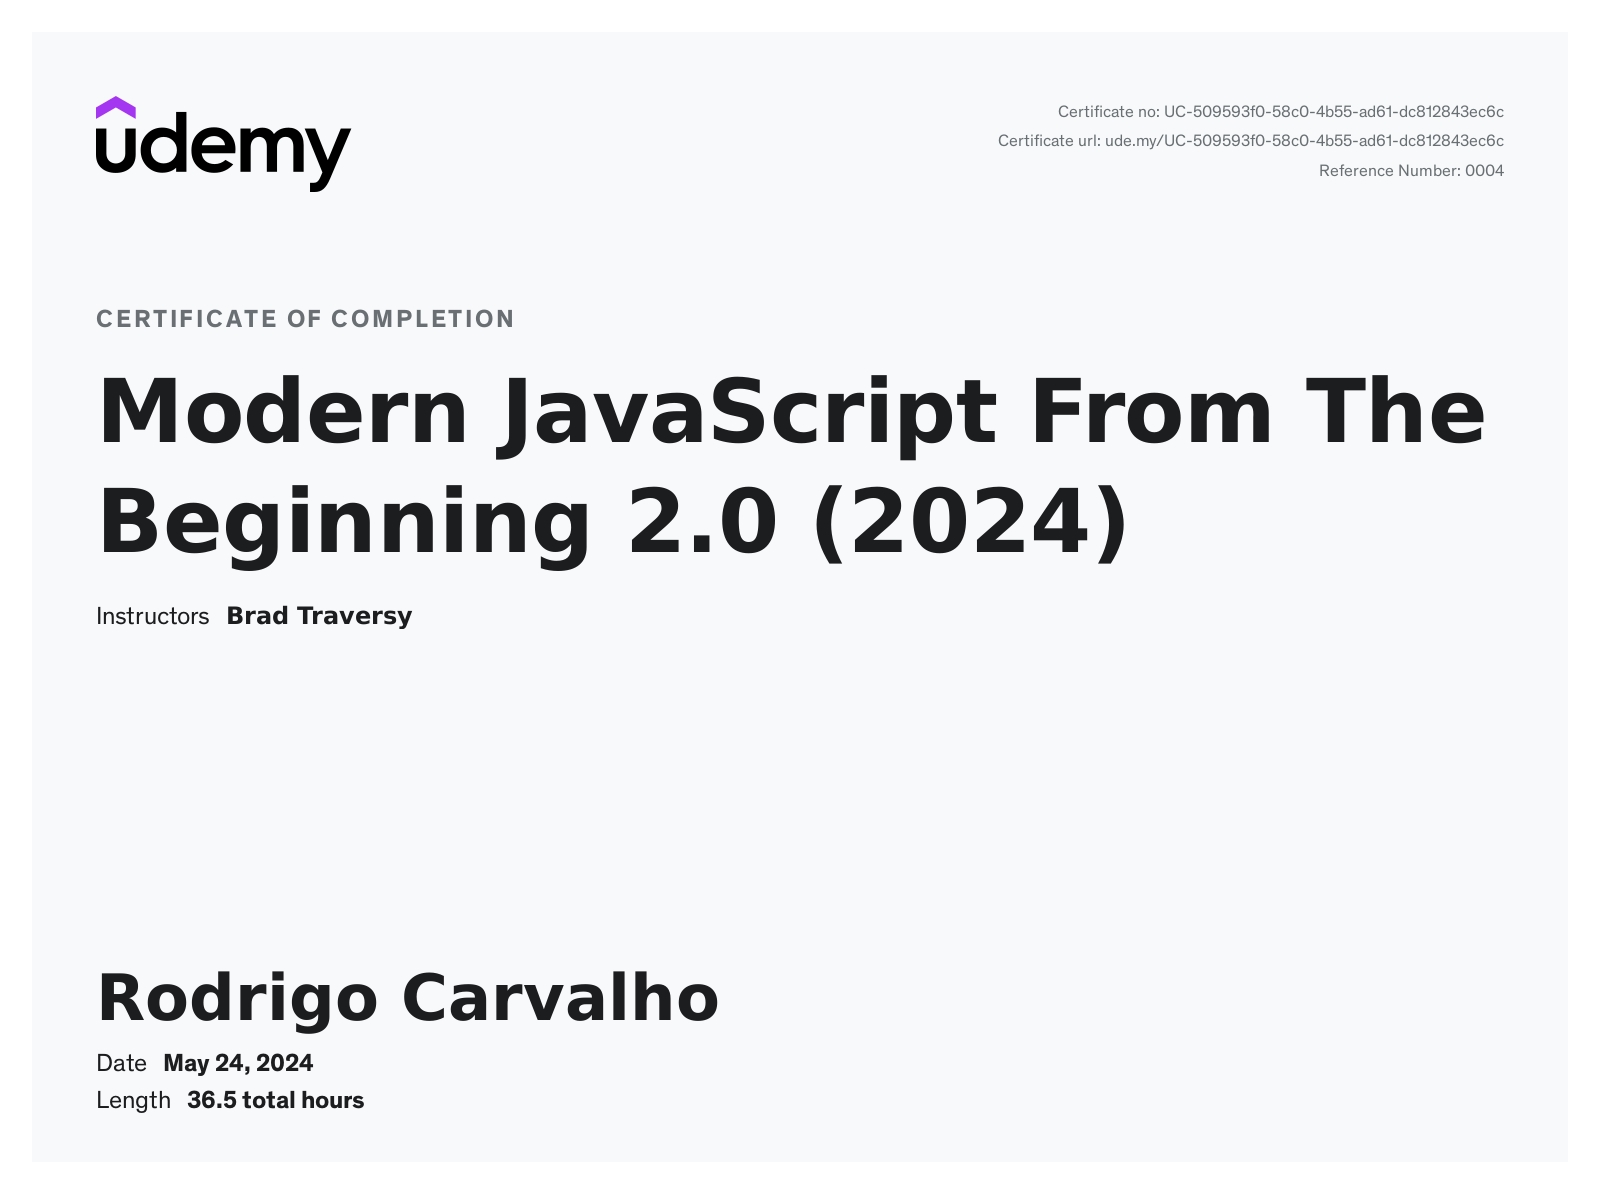 udemy
Certificate no: UC-509593f0-58c0-4b55-ad61-dc812843ec6c
Certificate url: ude.my/UC-509593f0-58c0-4b55-ad61-dc812843ec6c
Reference Number: 0004
CERTIFICATE OF COMPLETION
Modern JavaScript From The
Beginning 2.0 (2024)
Instructors Brad Traversy
Rodrigo Carvalho
Date May 24, 2024
Length 36.5 total hours